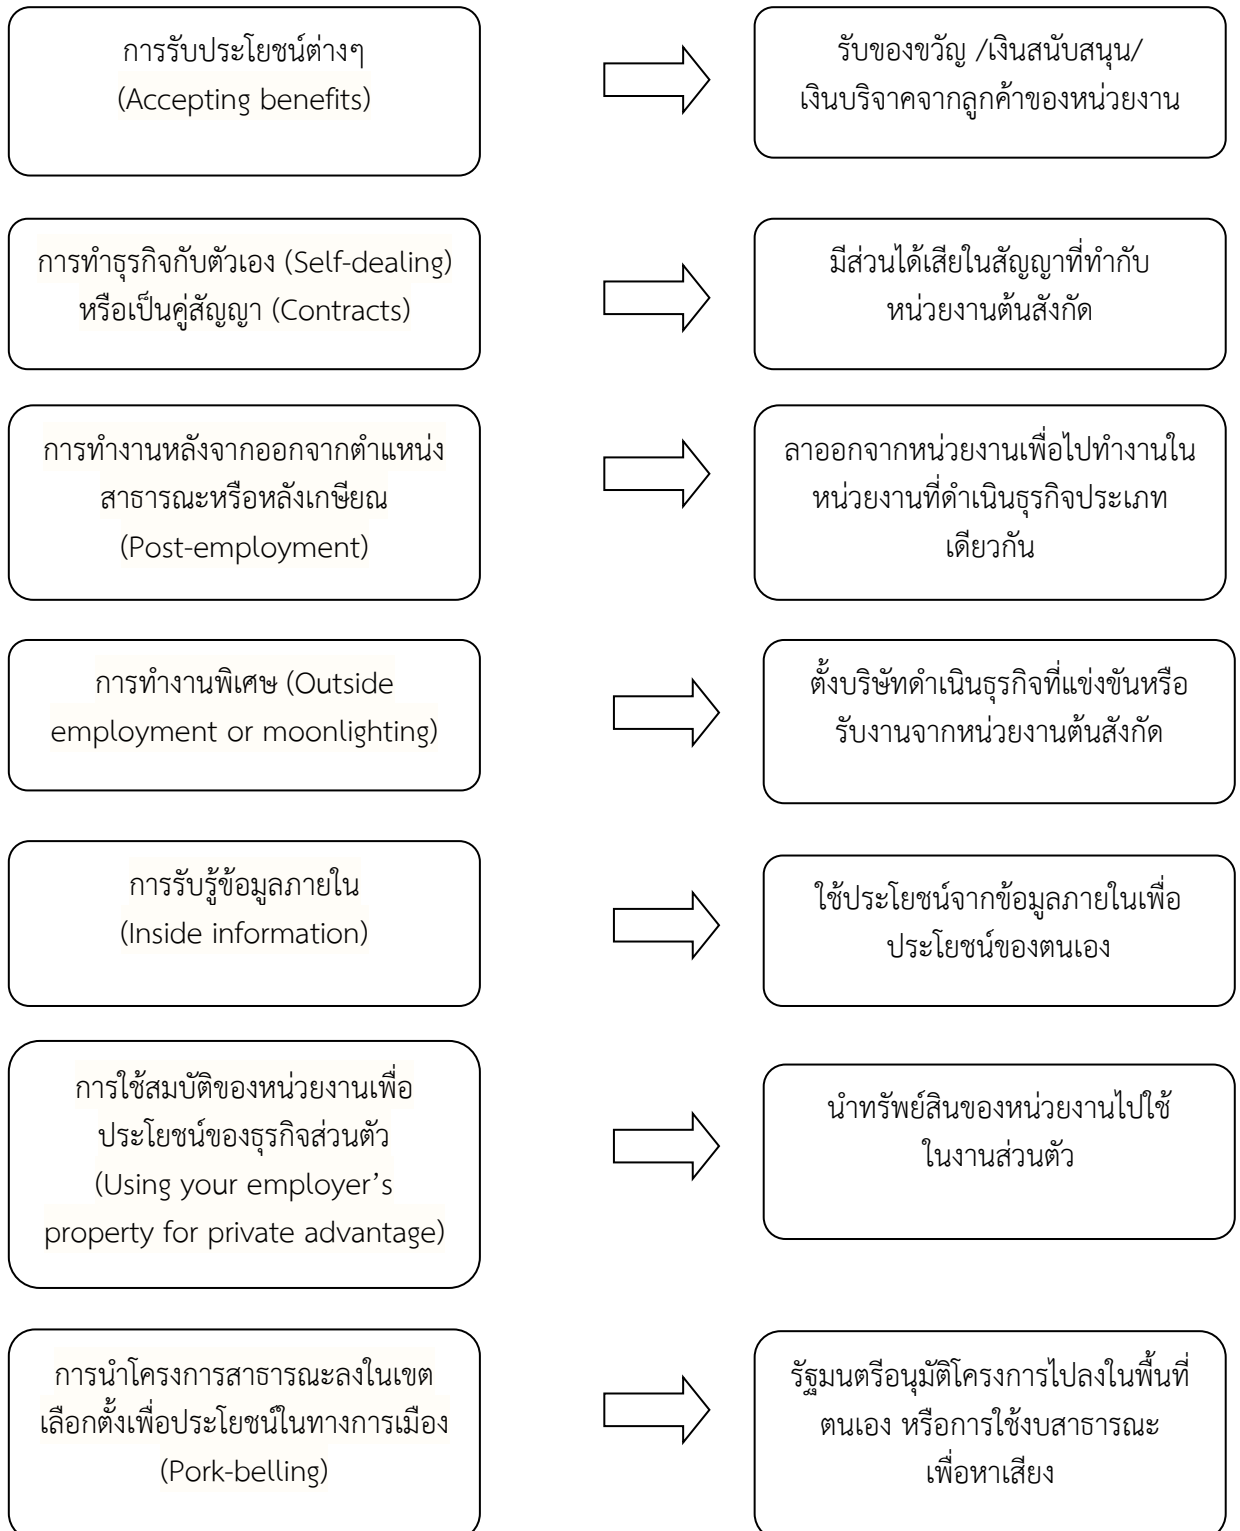 การรับประโยชน์ต่างๆ
(Accepting benefits)
รับของขวัญ /เงินสนับสนุน/
เงินบริจาคจากลูกค้าของหน่วยงาน
การทำธุรกิจกับตัวเอง (Self-dealing)
หรือเป็นคู่สัญญา (Contracts)
มีส่วนได้เสียในสัญญาที่ทำกับ
หน่วยงานต้นสังกัด
การทำงานหลังจากออกจากตำแหน่ง
สาธารณะหรือหลังเกษียณ
(Post-employment)
ลาออกจากหน่วยงานเพื่อไปทำงานใน
หน่วยงานที่ดำเนินธุรกิจประเภท
เดียวกัน
การทำงานพิเศษ (Outside
employment or moonlighting)
ตั้งบริษัทดำเนินธุรกิจที่แข่งขันหรือ
รับงานจากหน่วยงานต้นสังกัด
การรับรู้ข้อมูลภายใน
(Inside information)
ใช้ประโยชน์จากข้อมูลภายในเพื่อ
ประโยชน์ของตนเอง
การใช้สมบัติของหน่วยงานเพื่อ
ประโยชน์ของธุรกิจส่วนตัว
(Using your employer’s
property for private advantage)
นำทรัพย์สินของหน่วยงานไปใช้
ในงานส่วนตัว
การนำโครงการสาธารณะลงในเขต
เลือกตั้งเพื่อประโยชน์ในทางการเมือง
(Pork-belling)
รัฐมนตรีอนุมัติโครงการไปลงในพื้นที่
ตนเอง หรือการใช้งบสาธารณะ
เพื่อหาเสียง